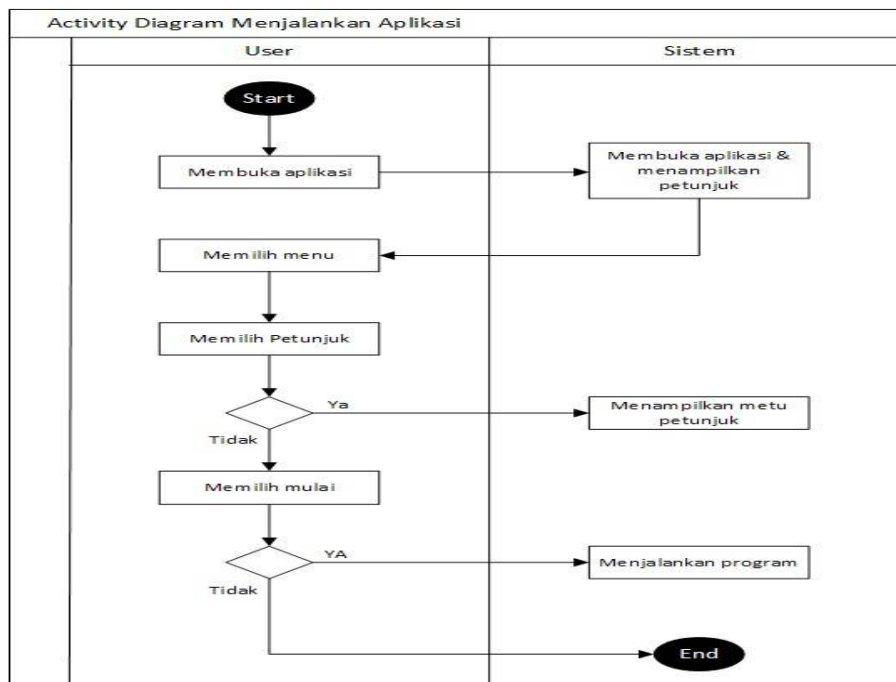 Activity Diagram Menjalankan Aplikasi
User
Sistem
Start
Membuka aplikasi
Membuka aplikasi &
menampilkan
petunjuk
Memilih menu
Memilih Petunjuk
Ya
Menampilkan metu
petunjuk
Tidak
Memilih mulai
YA
Menjalankan program
Tidak
End